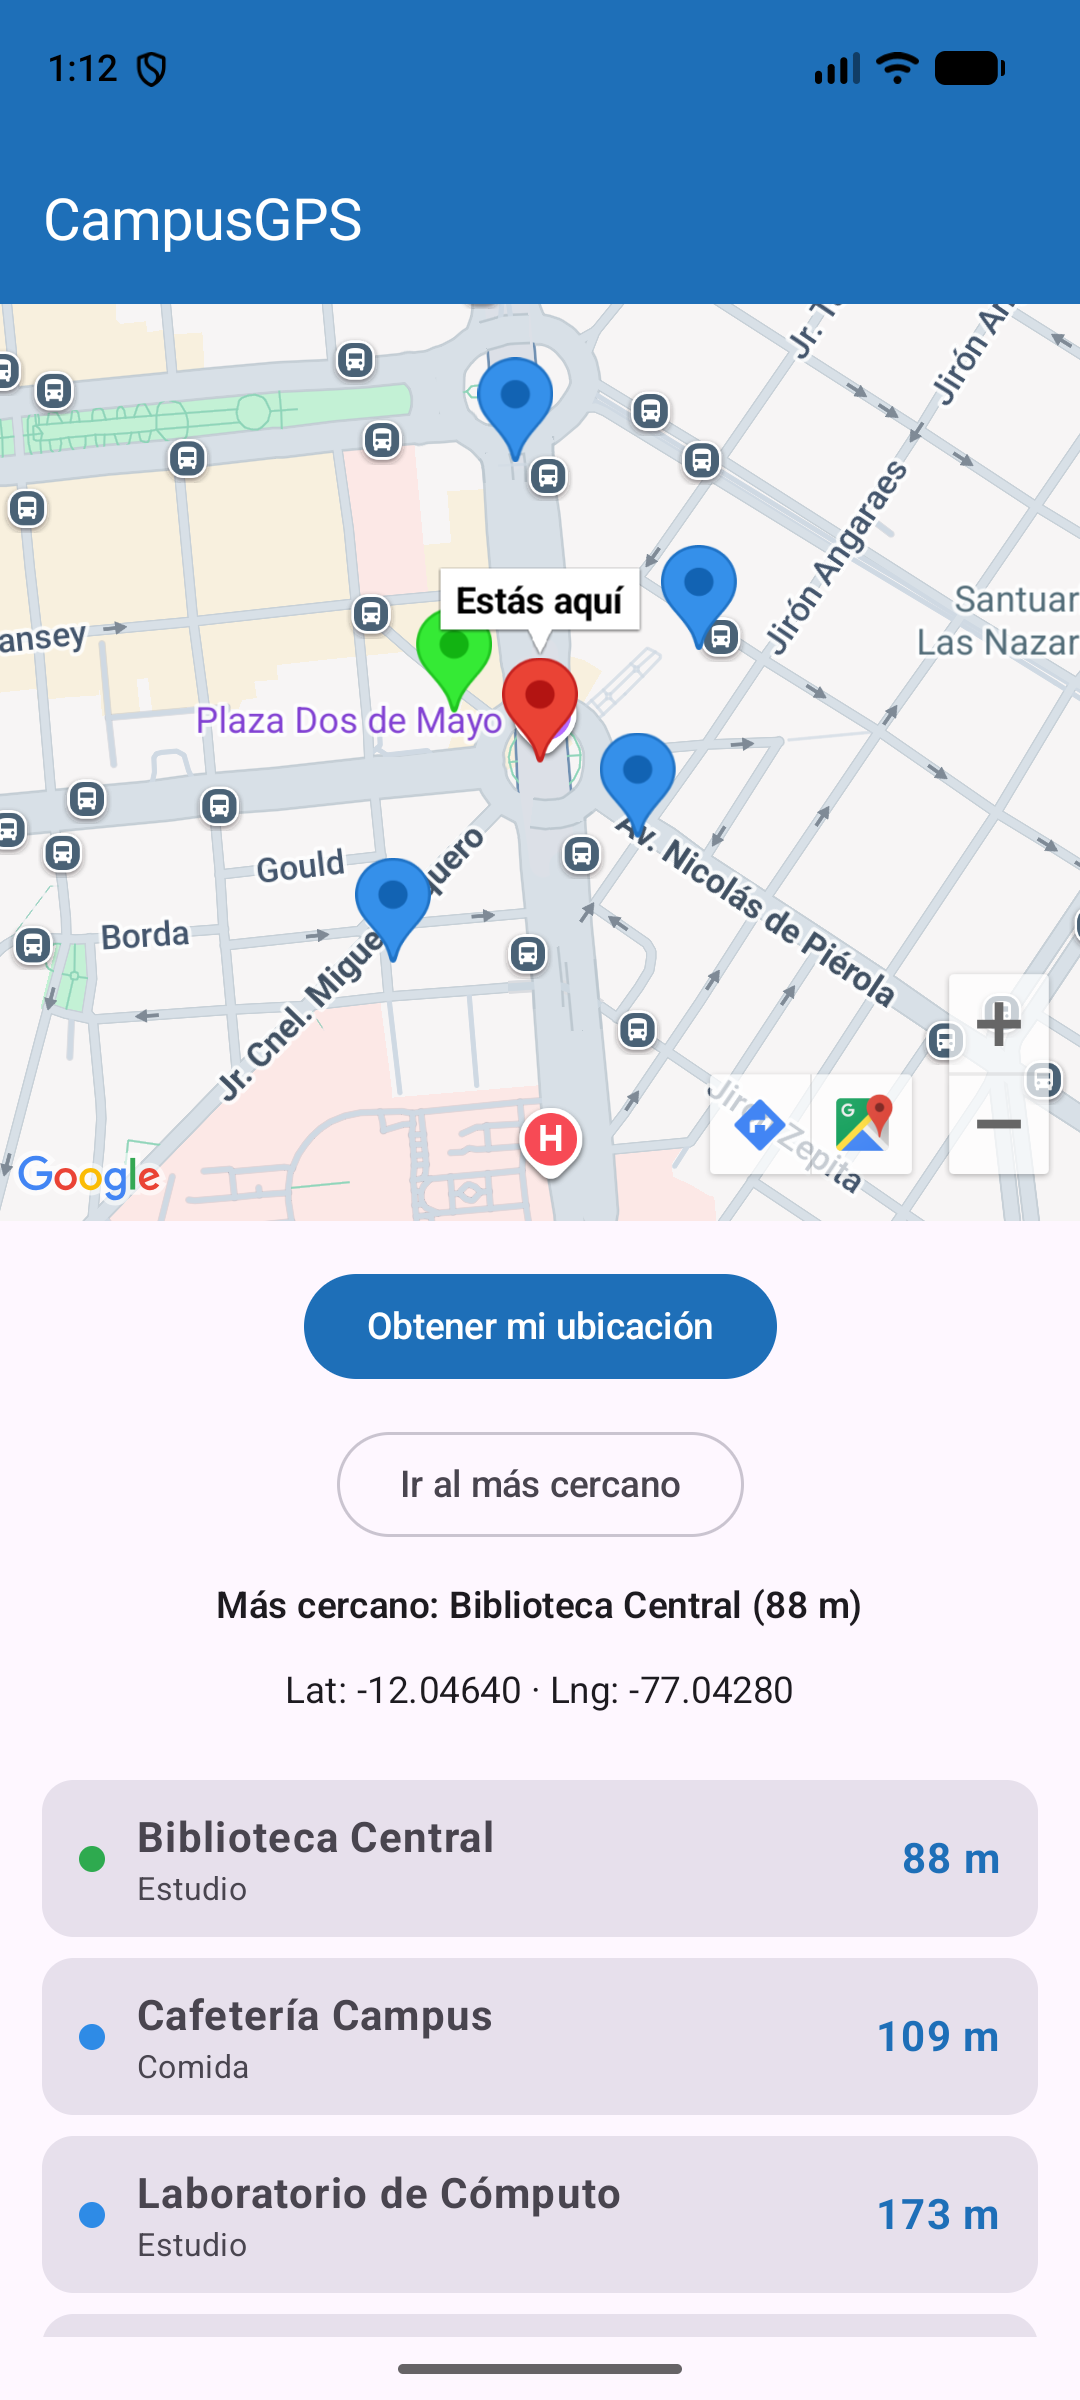 1:12
CampusGPS
Jirón Angaraes
Santuar
Las Nazar
ansey
Estás aquí
Plaza Dos de Mayo
Gould
Borda
Jr. Cnel. Migue
quero
Av. Nicolás de Piérola
H
G
Zepita
Google
+
−
Obtener mi ubicación
Ir al más cercano
Más cercano: Biblioteca Central (88 m)
Lat: -12.04640 · Lng: -77.04280
Biblioteca Central
Estudio
88 m
Cafetería Campus
Comida
109 m
Laboratorio de Cómputo
Estudio
173 m